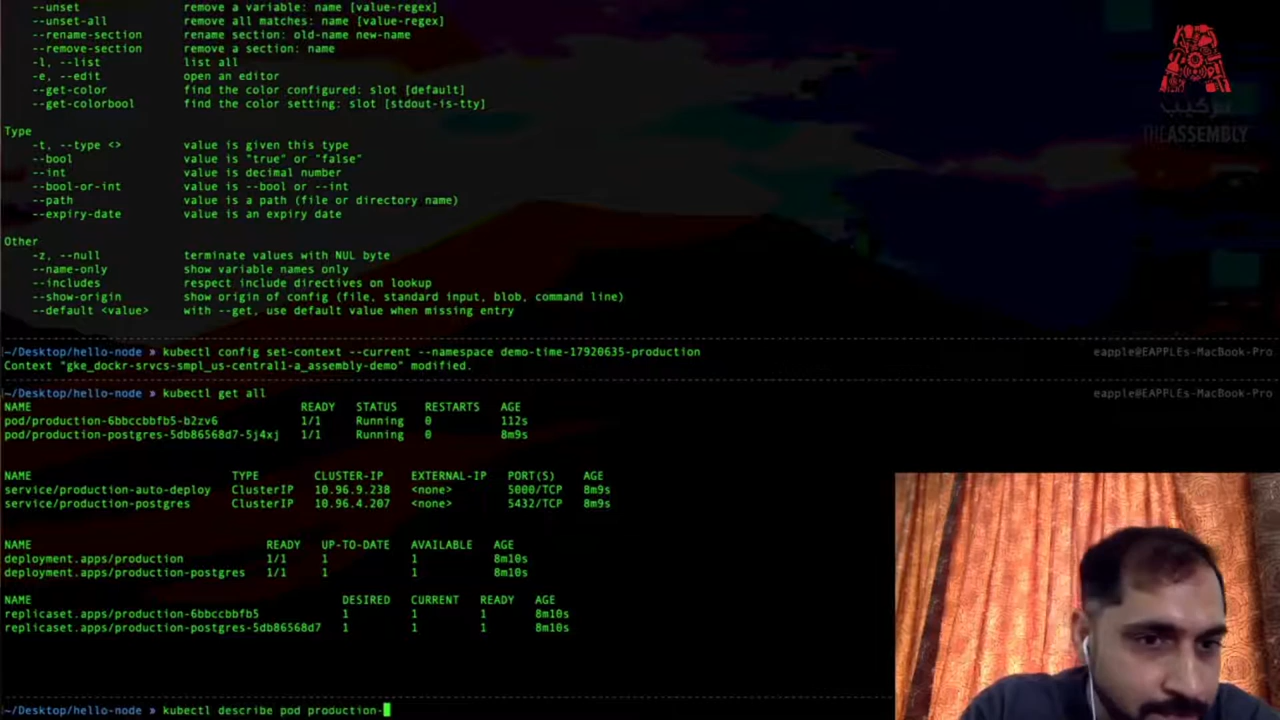 --unset remove a variable: name [value-regex]
--unset-all remove all matches: name [value-regex]
--rename-section rename section: old-name new-name
--remove-section remove a section: name
-l, --list list all
-e, --edit open an editor
--get-color find the color configured: slot [default]
--get-colorbool find the color setting: slot [stdout-is-tty]
تركيب
THE ASSEMBLY
Type
-t, --type <> value is given this type
--bool value is "true" or "false"
--int value is decimal number
--bool-or-int value is --bool or --int
--path value is a path (file or directory name)
--expiry-date value is an expiry date
Other
-z, --null terminate values with NUL byte
--name-only show variable names only
--includes respect include directives on lookup
--show-origin show origin of config (file, standard input, blob, command line)
--default <value> with --get, use default value when missing entry
~/Desktop/hello-node » kubectl config set-context --current --namespace demo-time-17920635-production eapple@EAPPLEs-MacBook-Pro
Context "gke_dockr-srvcs-smpl_us-central1-a_assembly-demo" modified.
~/Desktop/hello-node » kubectl get all eapple@EAPPLEs-MacBook-Pro
NAME READY STATUS RESTARTS AGE
pod/production-6bbccbbfb5-b2zv6 1/1 Running 0 112s
pod/production-postgres-5db86568d7-5j4xj 1/1 Running 0 8m9s
NAME TYPE CLUSTER-IP EXTERNAL-IP PORT(S) AGE
service/production-auto-deploy ClusterIP 10.96.9.238 <none> 5000/TCP 8m9s
service/production-postgres ClusterIP 10.96.4.207 <none> 5432/TCP 8m9s
NAME READY UP-TO-DATE AVAILABLE AGE
deployment.apps/production 1/1 1 1 8m10s
deployment.apps/production-postgres 1/1 1 1 8m10s
NAME DESIRED CURRENT READY AGE
replicaset.apps/production-6bbccbbfb5 1 1 1 8m10s
replicaset.apps/production-postgres-5db86568d7 1 1 1 8m10s
~/Desktop/hello-node » kubectl describe pod production-